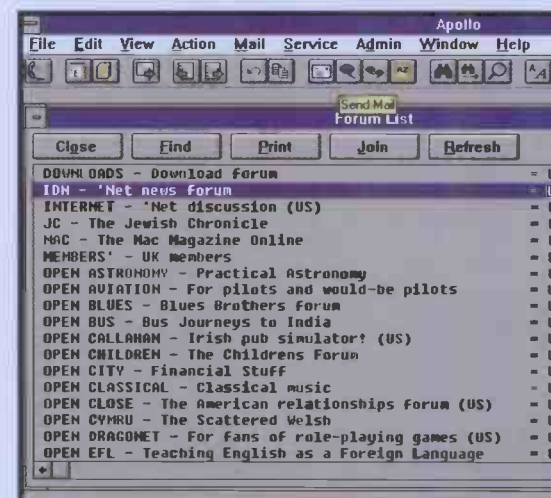 Apollo
File Edit View Action Mail Service Admin Window Help
AZ
Send Mail
Forum List
Close Find Print Join Refresh
DOWNLOADS - Download forum
IDN - 'Net news forum
INTERNET - 'Net discussion (US)
JC - The Jewish Chronicle
MAC - The Mac Magazine Online
MEMBERS' - UK members
OPEN ASTRONOMY - Practical Astronomy
OPEN AVIATION - For pilots and would-be pilots
OPEN BLUES - Blues Brothers forum
OPEN BUS - Bus Journeys to India
OPEN CALLAHAN - Irish pub simulator! (US)
OPEN CHILDREN - The Childrens Forum
OPEN CITY - Financial Stuff
OPEN CLASSICAL - Classical music
OPEN CLOSE - The American relationships forum (US)
OPEN CYMRU - The Scattered Welsh
OPEN DRAGONET - For fans of role-playing games (US)
OPEN EFL - Teaching English as a Foreign Language